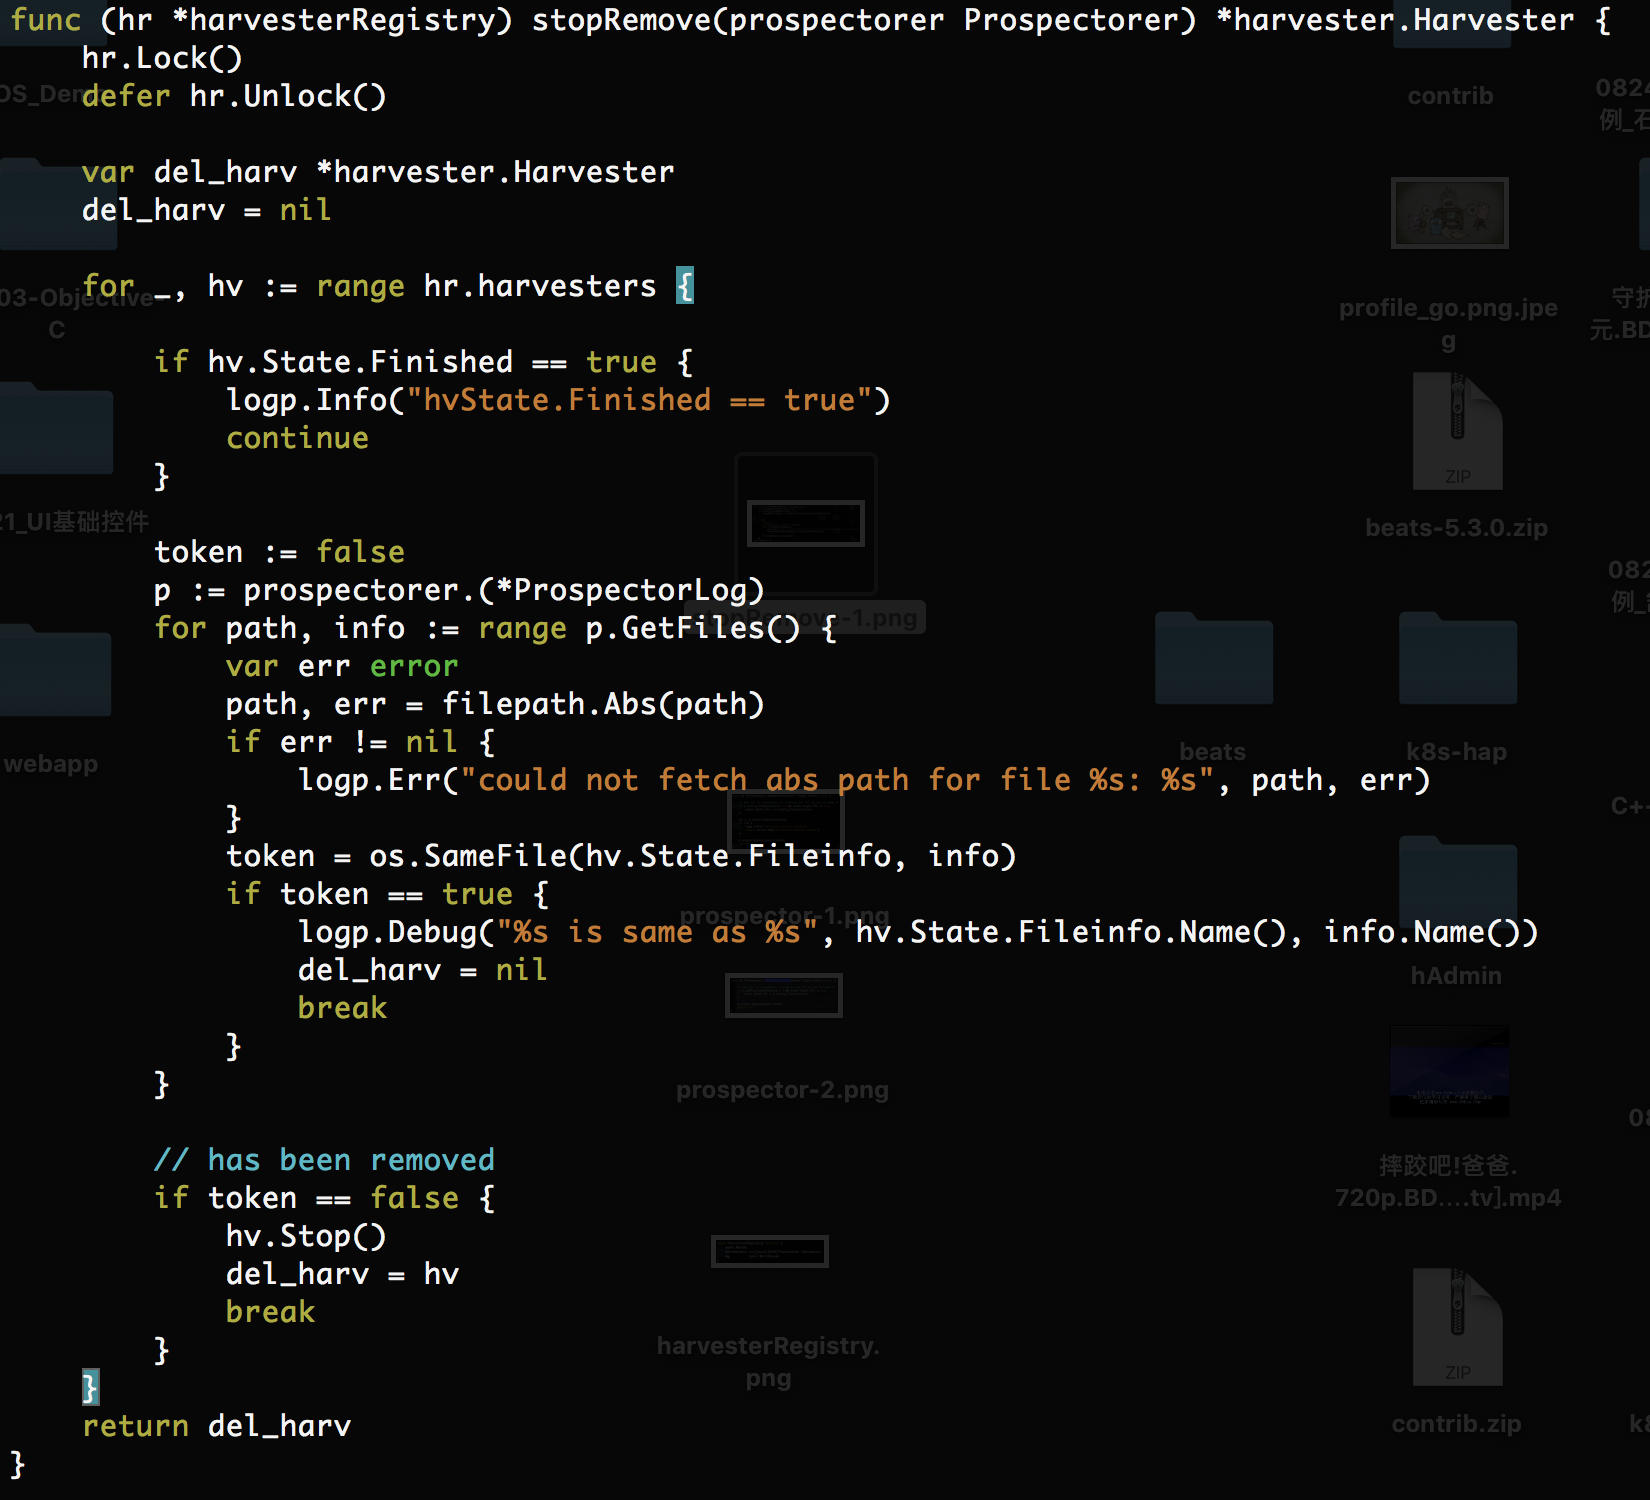 func (hr *harvesterRegistry) stopRemove(prospectorer Prospectorer) *harvester.Harvester {
    hr.Lock()
    defer hr.Unlock()

    var del_harv *harvester.Harvester
    del_harv = nil

    for _, hv := range hr.harvesters {

        if hv.State.Finished == true {
            logp.Info("hvState.Finished == true")
            continue
        }

        token := false
        p := prospectorer.(*ProspectorLog)
        for path, info := range p.GetFiles() {
            var err error
            path, err = filepath.Abs(path)
            if err != nil {
                logp.Err("could not fetch abs path for file %s: %s", path, err)
            }
            token = os.SameFile(hv.State.Fileinfo, info)
            if token == true {
                logp.Debug("%s is same as %s", hv.State.Fileinfo.Name(), info.Name())
                del_harv = nil
                break
            }
        }

        // has been removed
        if token == false {
            hv.Stop()
            del_harv = hv
            break
        }
    }
    return del_harv
}
OS_Demo
03-Objective-
C
21_UI基础控件
webapp
stopRemove-1.png
prospector-1.png
prospector-2.png
harvesterRegistry.
png
contrib
profile_go.png.jpe
g
ZIP
beats-5.3.0.zip
beats
k8s-hap
hAdmin
摔跤吧!爸爸.
720p.BD....tv].mp4
ZIP
contrib.zip
0824
例_石
守护
元.BD
082
例_
C+-
08
k8